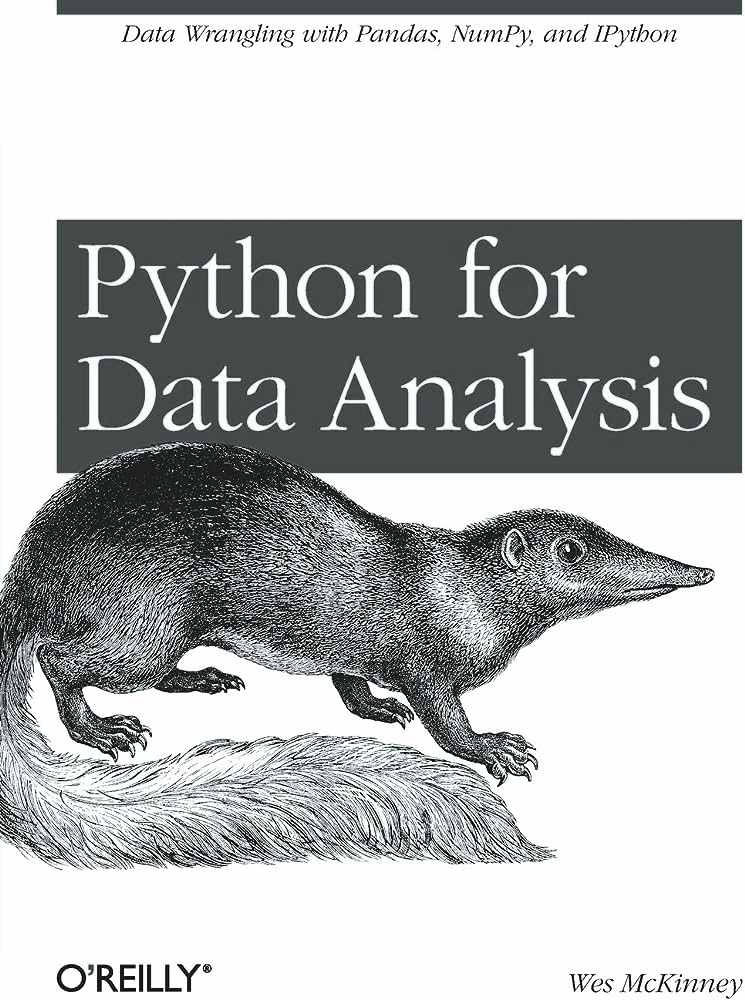 Data Wrangling with Pandas, NumPy, and IPython
Python for
Data Analysis
O'REILLY®
Wes McKinney